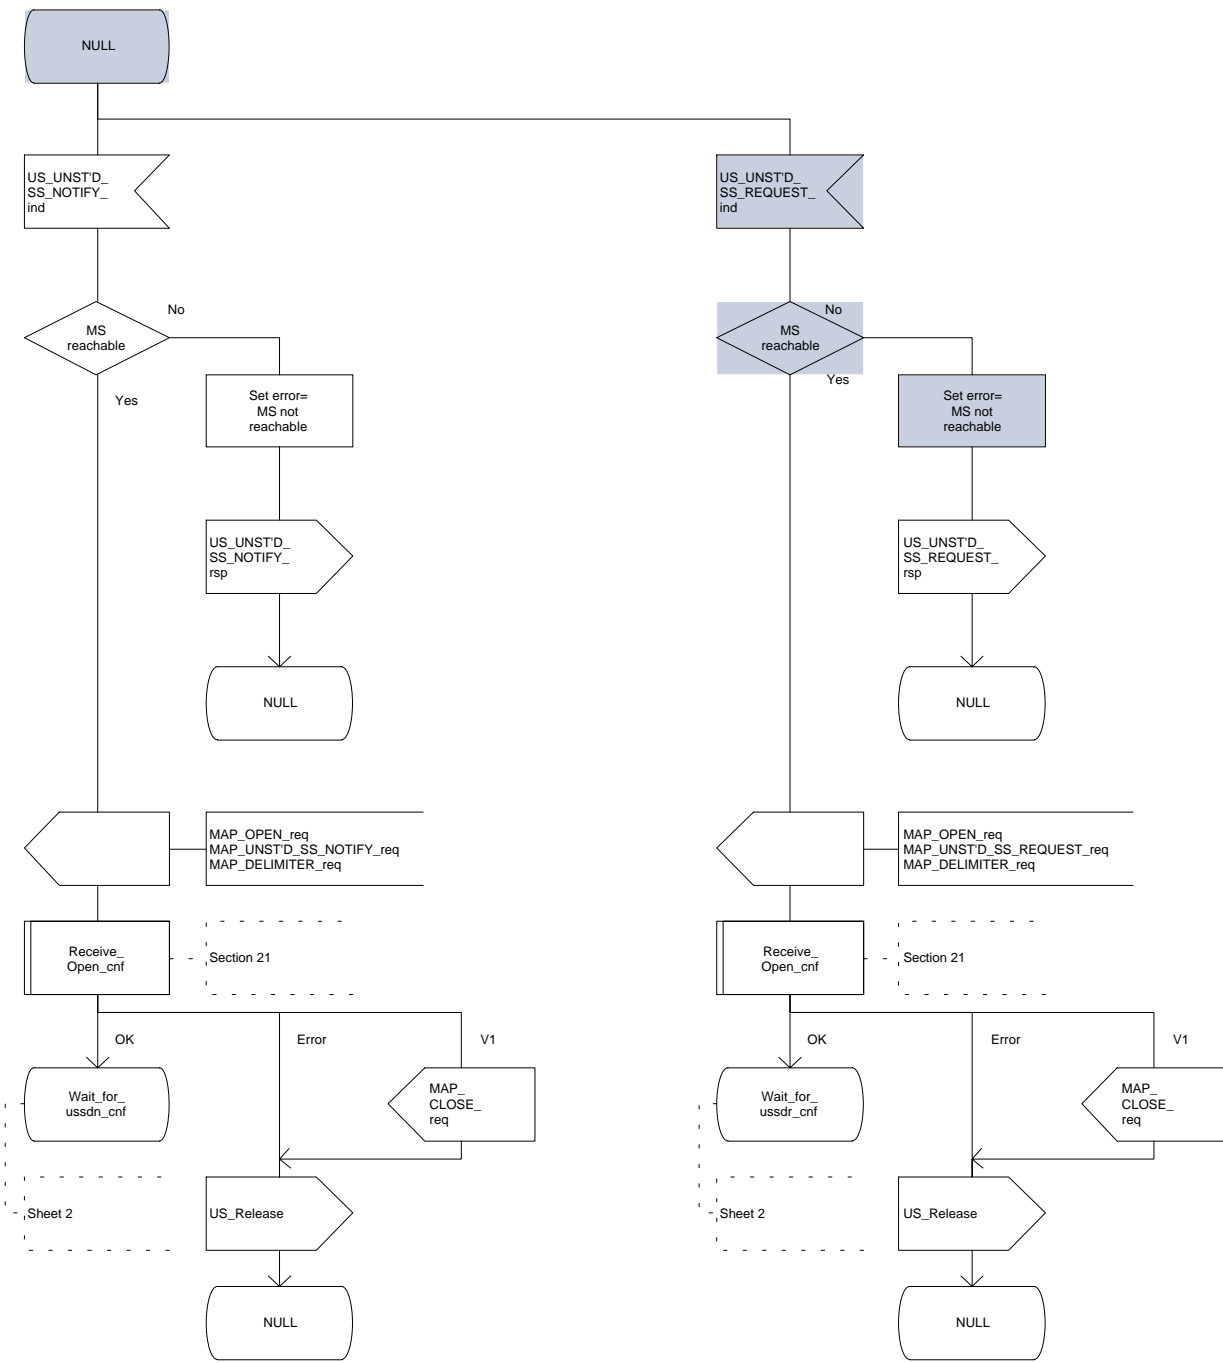 NULL
US_UNST'D_
SS_NOTIFY_
ind
US_UNST'D_
SS_REQUEST_
ind
No
MS
reachable
Yes
No
MS
reachable
Yes
Set error=
MS not
reachable
Set error=
MS not
reachable
US_UNST'D_
SS_NOTIFY_
rsp
US_UNST'D_
SS_REQUEST_
rsp
NULL
NULL
MAP_OPEN_req
MAP_UNST'D_SS_NOTIFY_req
MAP_DELIMITER_req
MAP_OPEN_req
MAP_UNST'D_SS_REQUEST_req
MAP_DELIMITER_req
Receive_
Open_cnf
Section 21
Receive_
Open_cnf
Section 21
OK
Error
V1
OK
Error
V1
Wait_for_
ussdn_cnf
MAP_
CLOSE_
req
Wait_for_
ussdr_cnf
MAP_
CLOSE_
req
Sheet 2
US_Release
Sheet 2
US_Release
NULL
NULL